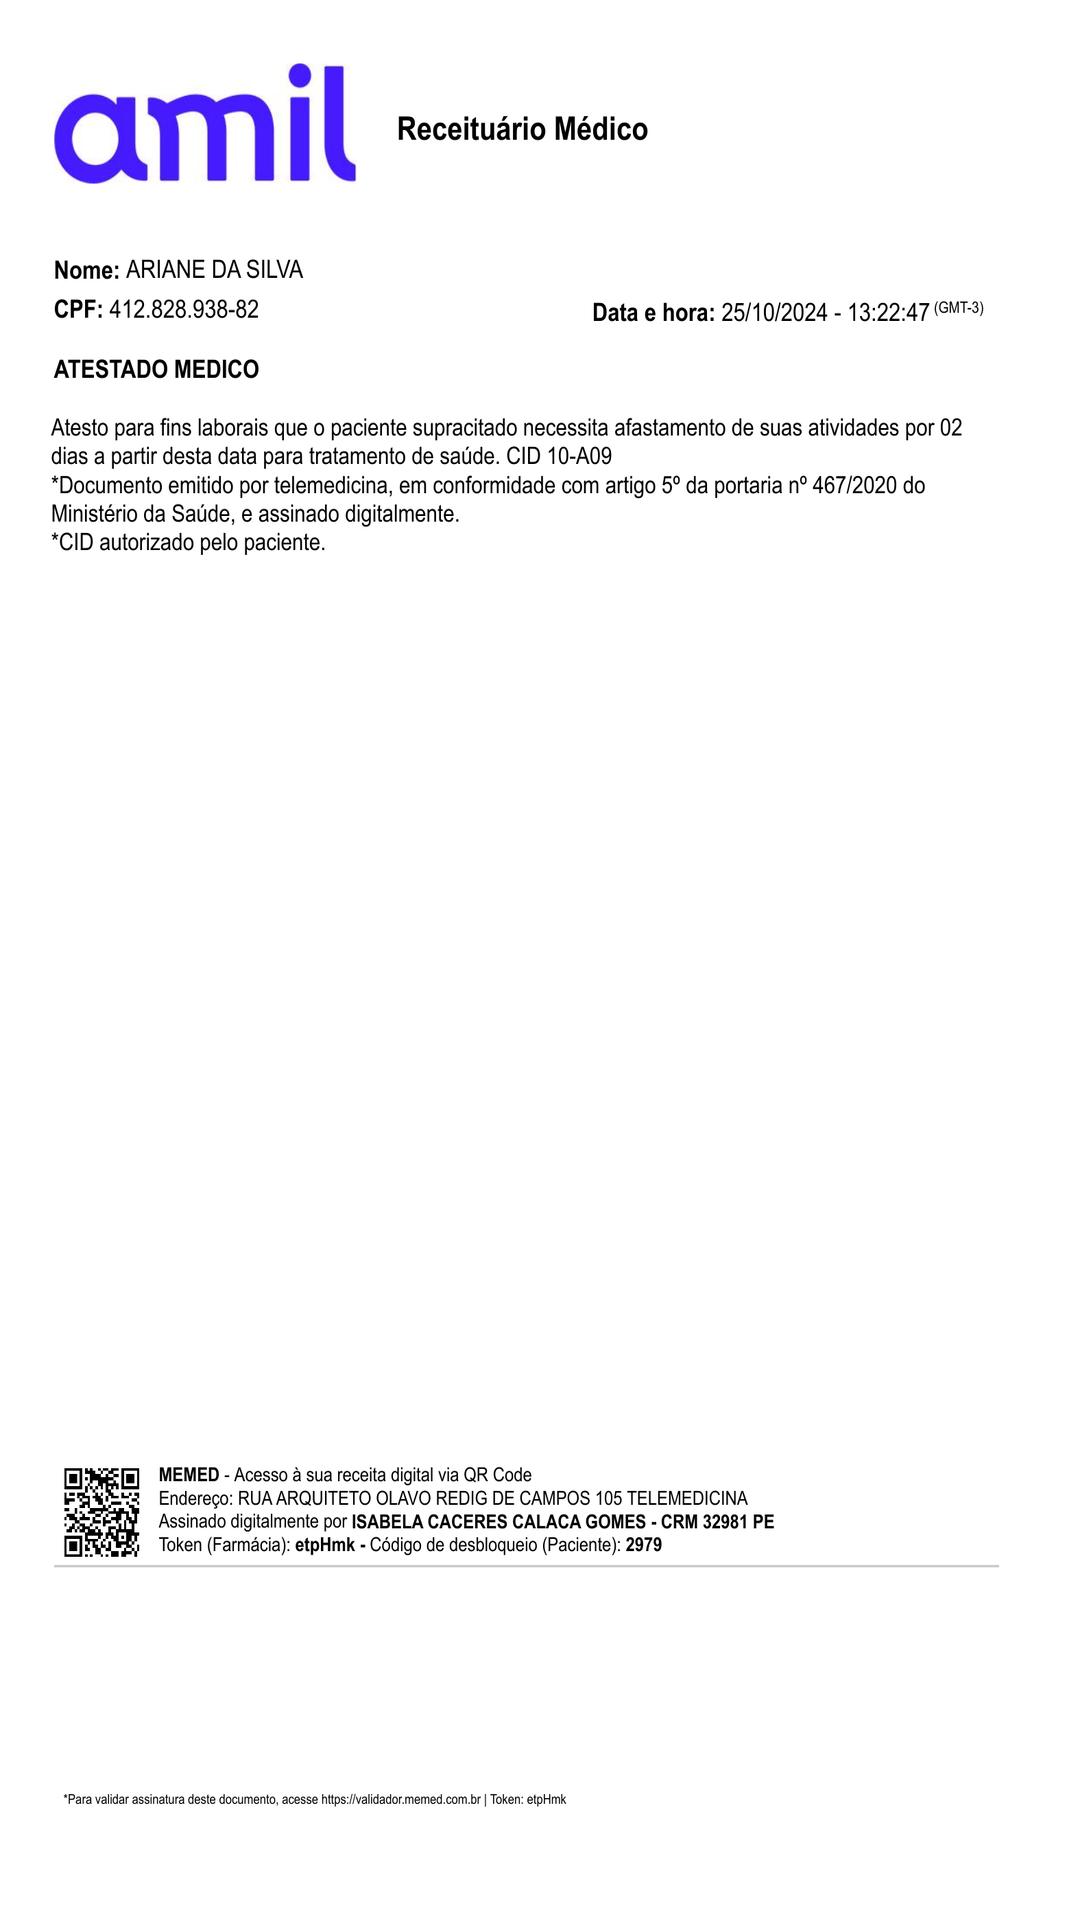 amil
Receituário Médico
Nome: ARIANE DA SILVA
CPF: 412.828.938-82
Data e hora: 25/10/2024 - 13:22:47 (GMT-3)
ATESTADO MEDICO
Atesto para fins laborais que o paciente supracitado necessita afastamento de suas atividades por 02
dias a partir desta data para tratamento de saúde. CID 10-A09
*Documento emitido por telemedicina, em conformidade com artigo 5º da portaria nº 467/2020 do
Ministério da Saúde, e assinado digitalmente.
*CID autorizado pelo paciente.
MEMED - Acesso à sua receita digital via QR Code
Endereço: RUA ARQUITETO OLAVO REDIG DE CAMPOS 105 TELEMEDICINA
Assinado digitalmente por ISABELA CACERES CALACA GOMES - CRM 32981 PE
Token (Farmácia): etpHmk - Código de desbloqueio (Paciente): 2979
*Para validar assinatura deste documento, acesse https://validador.memed.com.br | Token: etpHmk